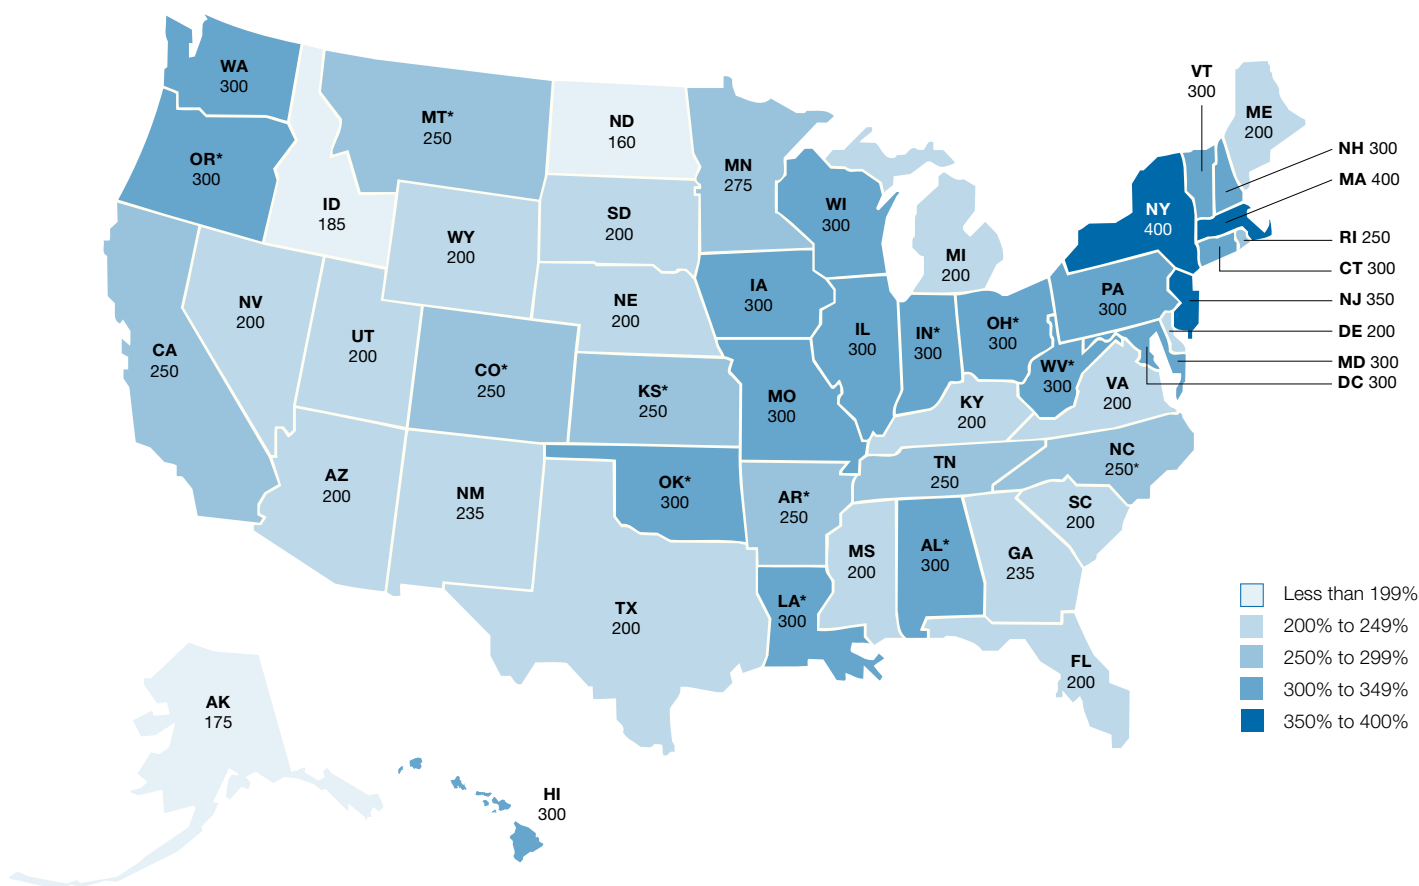 WA
300
OR*
300
MT*
250
ID
185
ND
160
MN
275
SD
200
WY
200
WI
300
MI
200
VT
300
ME
200
NH 300
MA 400
NY
400
RI 250
CT 300
NJ 350
PA
300
DE 200
MD 300
DC 300
NV
200
UT
200
CA
250
CO*
250
NE
200
IA
300
KS*
250
MO
300
IL
300
IN*
300
OH*
300
WV*
300
VA
200
KY
200
NC
250*
TN
250
AZ
200
NM
235
OK*
300
AR*
250
SC
200
MS
200
AL*
300
GA
235
TX
200
LA*
300
FL
200
AK
175
HI
300
Less than 199%
200% to 249%
250% to 299%
300% to 349%
350% to 400%